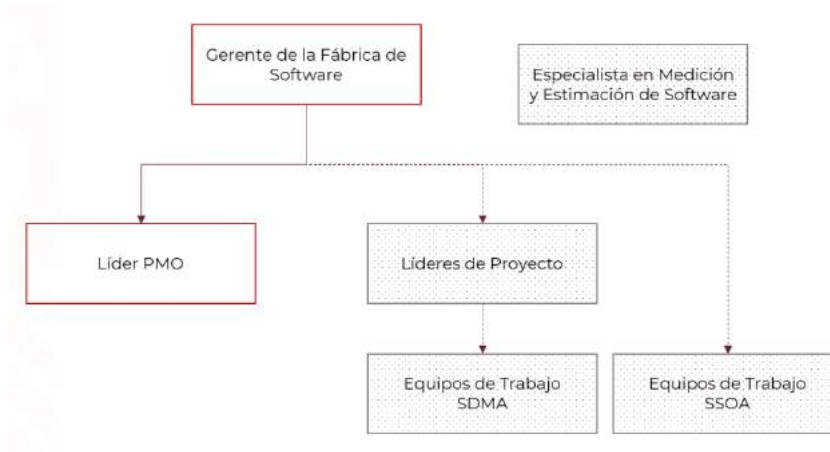 Gerente de la Fábrica de
Software
Especialista en Medición
y Estimación de Software
Líder PMO
Líderes de Proyecto
Equipos de Trabajo
SDMA
Equipos de Trabajo
SSOA